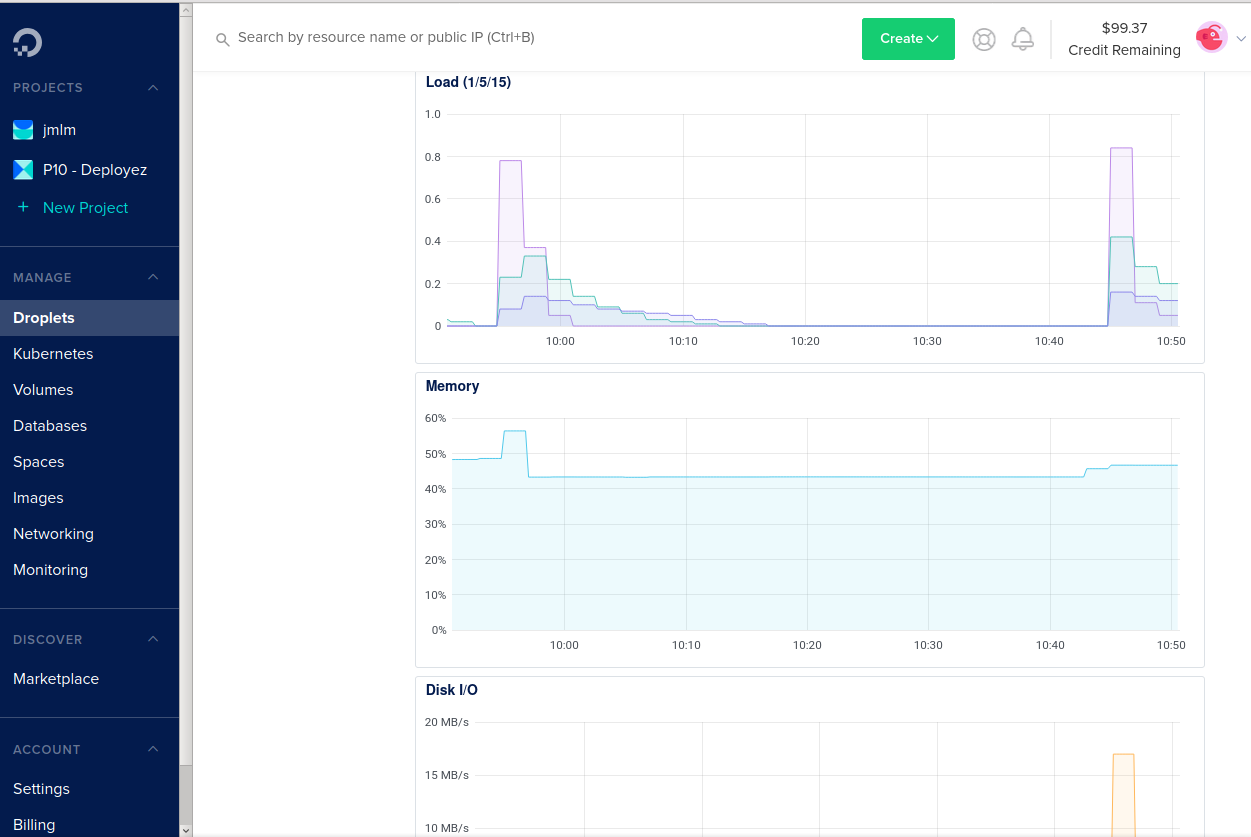 Search by resource name or public IP (Ctrl+B)
Create
$99.37
Credit Remaining
PROJECTS
jmlm
P10 - Deployez
+ New Project
MANAGE
Droplets
Kubernetes
Volumes
Databases
Spaces
Images
Networking
Monitoring
DISCOVER
Marketplace
ACCOUNT
Settings
Billing
Load (1/5/15)
1.0
0.8
0.6
0.4
0.2
0
10:00 10:10 10:20 10:30 10:40 10:50
Memory
60%
50%
40%
30%
20%
10%
0%
10:00 10:10 10:20 10:30 10:40 10:50
Disk I/O
20 MB/s
15 MB/s
10 MB/s